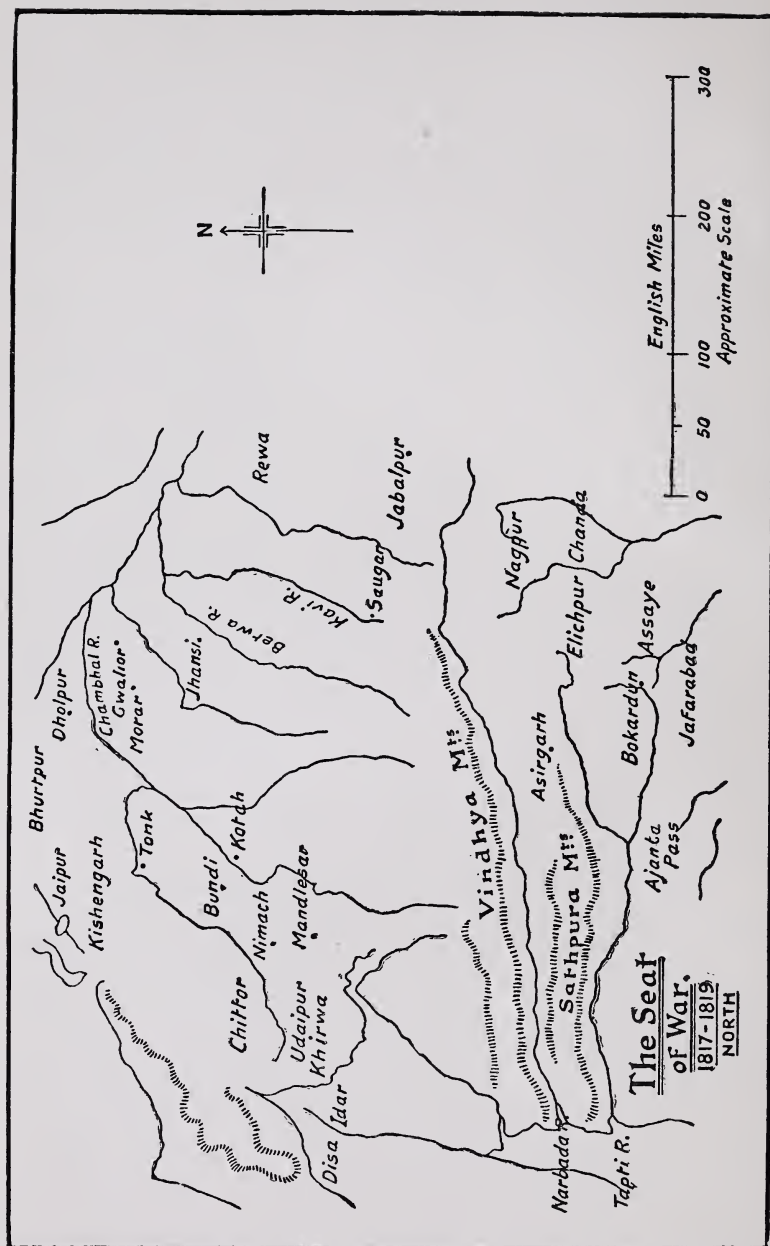 The Seat
of War.
1817-1819.
NORTH
N
English Miles
0 50 100 200 300
Approximate Scale
Bhurtpur
Jaipur
Kishengarh
Dholpur
Chambhal R.
Gwalior
Morar
Tonk
Jhansi
Betwa R.
Kavi R.
Rewa
Bundi
Kotah
Chittor
Nimach
Mandlesar
Udaipur
Khirwa
Saugar
Jabalpur
Disa
Idar
Vindhya Mts
Narbada R.
Sathpura Mts
Tapti R.
Asirgarh
Elichpur
Nagpur
Chanda
Bokardun
Assaye
Jafarabad
Ajanta
Pass